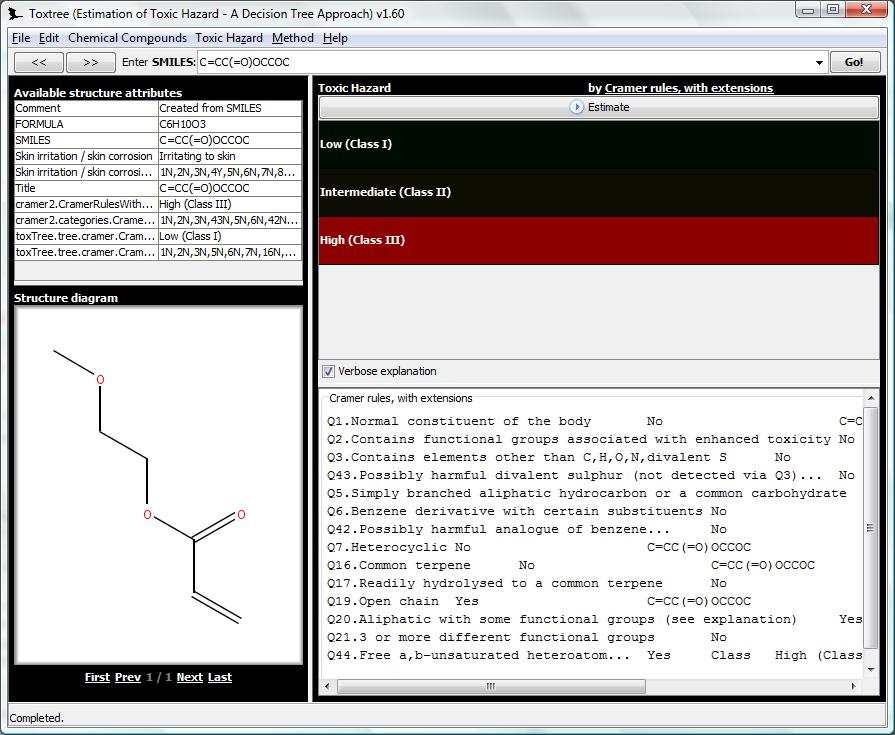 Toxtree (Estimation of Toxic Hazard - A Decision Tree Approach) v1.60
File Edit Chemical Compounds Toxic Hazard Method Help
<< >> Enter SMILES: C=CC(=O)OCCOC Go!
Available structure attributes
Comment Created from SMILES
FORMULA C6H10O3
SMILES C=CC(=O)OCCOC
Skin irritation / skin corrosion Irritating to skin
Skin irritation / skin corrosi... 1N,2N,3N,4Y,5N,6N,7N,8...
Title C=CC(=O)OCCOC
cramer2.CramerRulesWith... High (Class III)
cramer2.categories.Crame... 1N,2N,3N,43N,5N,6N,42N...
toxTree.tree.cramer.Cram... Low (Class I)
toxTree.tree.cramer.Cram... 1N,2N,3N,5N,6N,7N,16N,...
Structure diagram
O
O O
First Prev 1 / 1 Next Last
Toxic Hazard by Cramer rules, with extensions
Estimate
Low (Class I)
Intermediate (Class II)
High (Class III)
Verbose explanation
Cramer rules, with extensions
Q1.Normal constituent of the body No C=C
Q2.Contains functional groups associated with enhanced toxicity No
Q3.Contains elements other than C,H,O,N,divalent S No
Q43.Possibly harmful divalent sulphur (not detected via Q3)... No
Q5.Simply branched aliphatic hydrocarbon or a common carbohydrate
Q6.Benzene derivative with certain substituents No
Q42.Possibly harmful analogue of benzene... No
Q7.Heterocyclic No C=CC(=O)OCCOC
Q16.Common terpene No C=CC(=O)OCCOC
Q17.Readily hydrolysed to a common terpene No
Q19.Open chain Yes C=CC(=O)OCCOC
Q20.Aliphatic with some functional groups (see explanation) Yes
Q21.3 or more different functional groups No
Q44.Free a,b-unsaturated heteroatom... Yes Class High (Class
Completed.